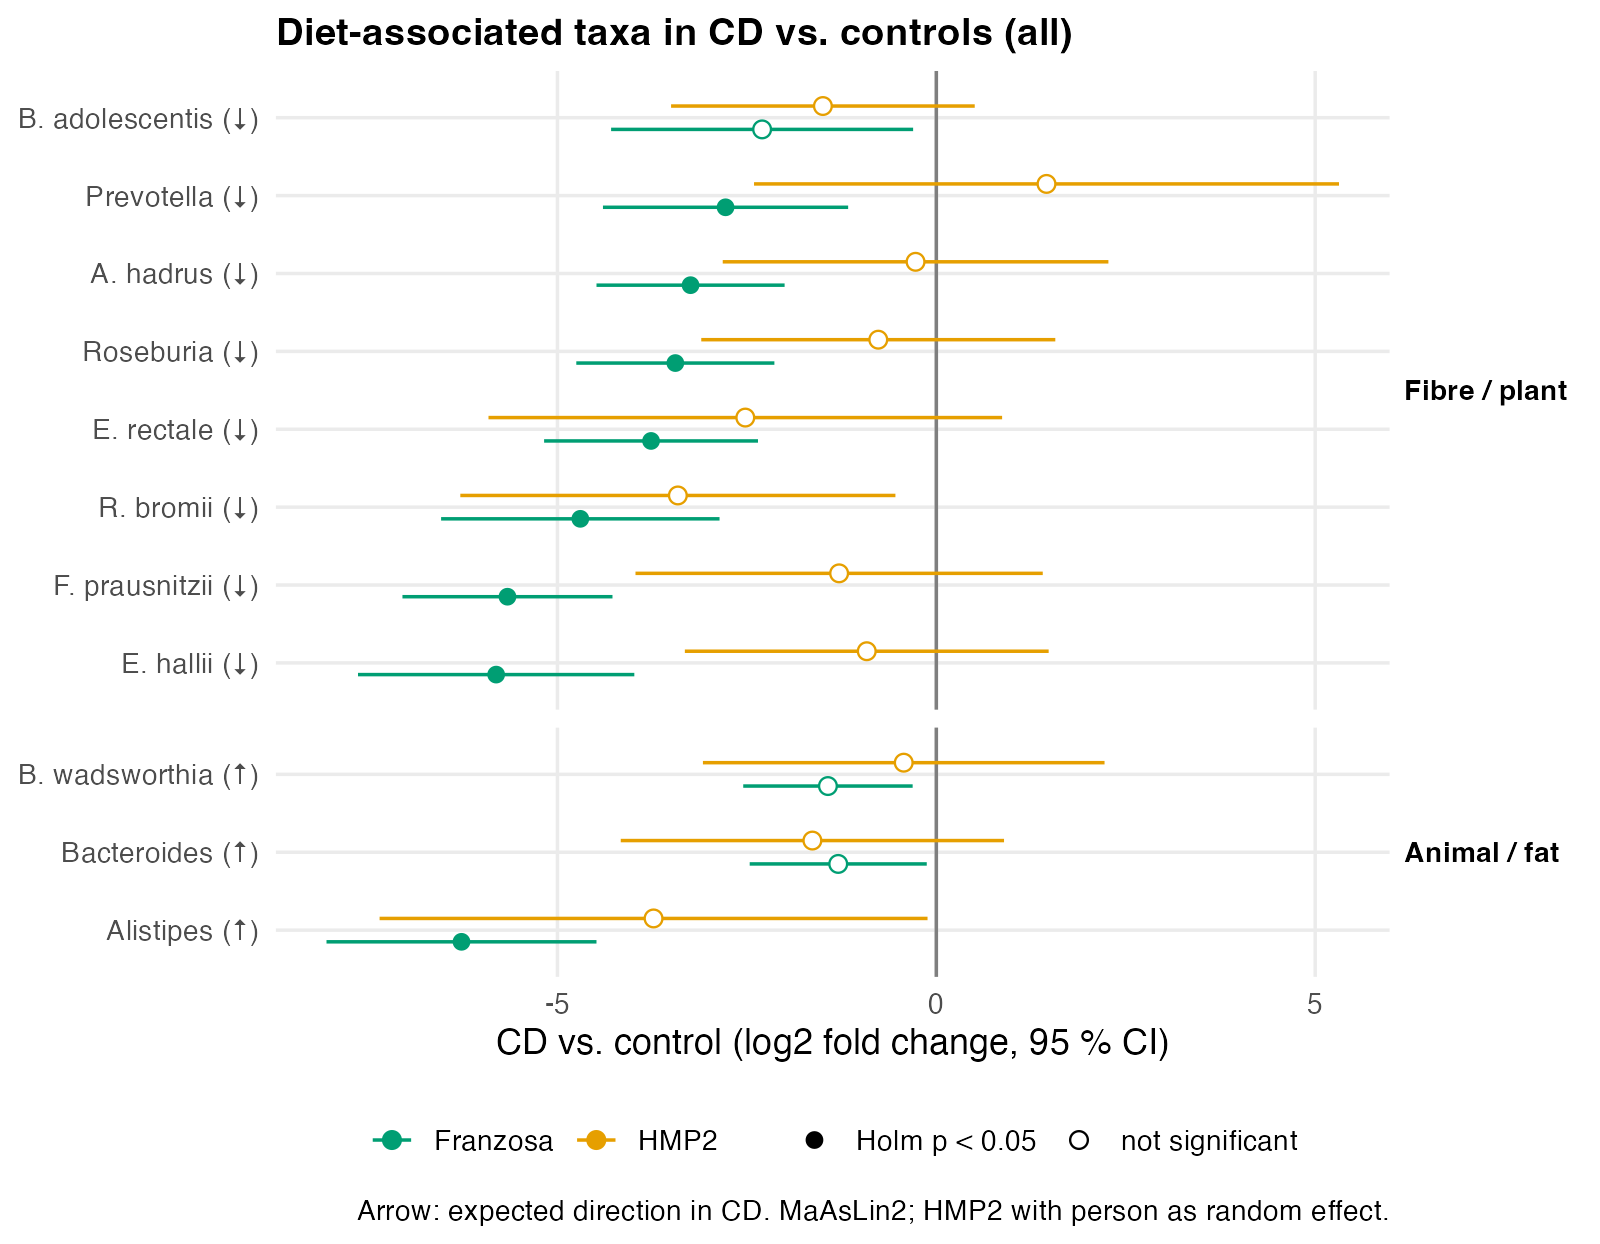 Diet-associated taxa in CD vs. controls (all)
B. adolescentis (↓)
Prevotella (↓)
A. hadrus (↓)
Roseburia (↓)
E. rectale (↓)
R. bromii (↓)
F. prausnitzii (↓)
E. hallii (↓)
Fibre / plant
B. wadsworthia (↑)
Bacteroides (↑)
Alistipes (↑)
Animal / fat
-5 0 5
CD vs. control (log2 fold change, 95 % CI)
Franzosa HMP2 Holm p < 0.05 not significant
Arrow: expected direction in CD. MaAsLin2; HMP2 with person as random effect.